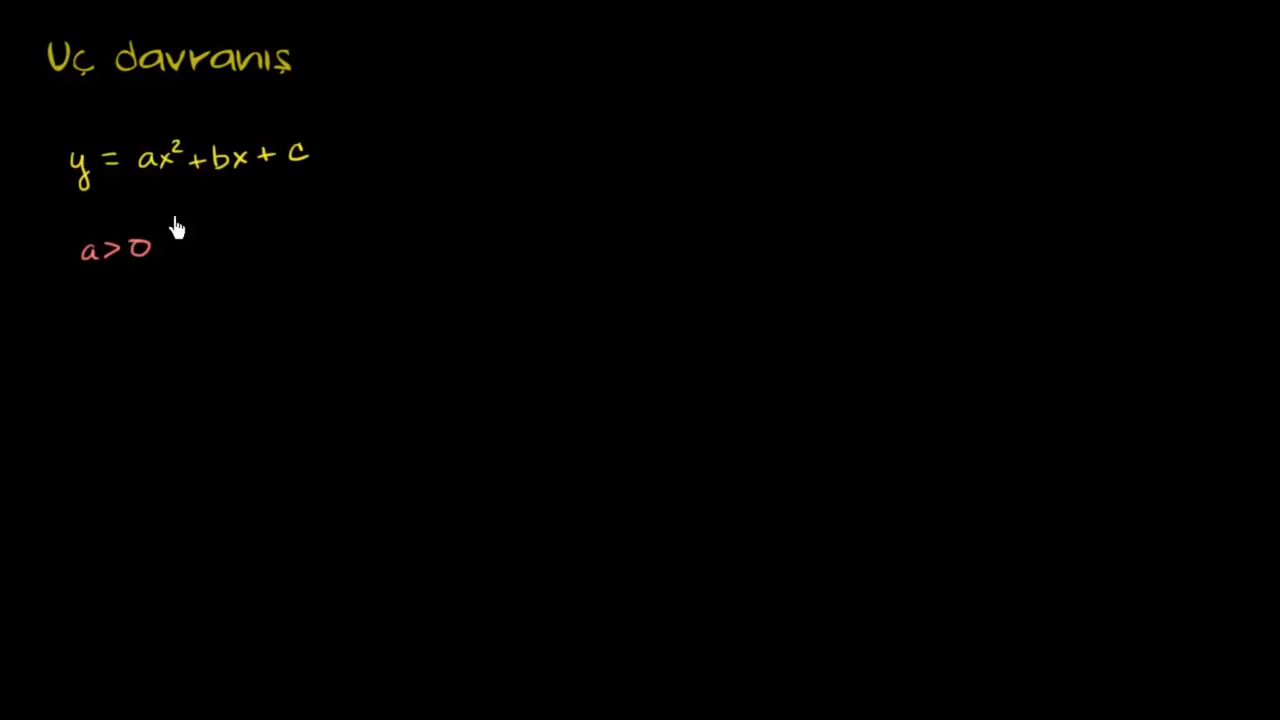 Uç davranış
y = ax² + bx + c
a > 0